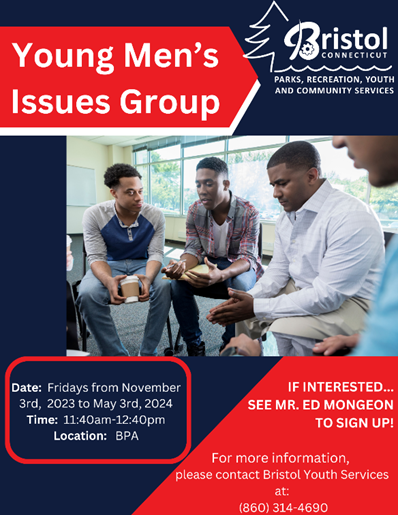 Young Men's
Issues Group
Bristol
CONNECTICUT
PARKS, RECREATION, YOUTH
AND COMMUNITY SERVICES
Date: Fridays from November
3rd, 2023 to May 3rd, 2024
Time: 11:40am-12:40pm
Location: BPA
IF INTERESTED...
SEE MR. ED MONGEON
TO SIGN UP!
For more information,
please contact Bristol Youth Services
at:
(860) 314-4690